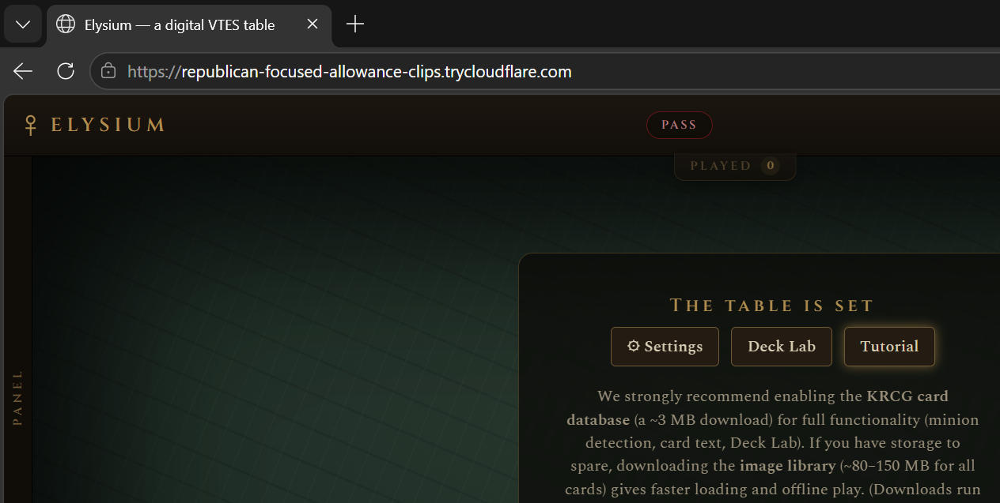 Elysium — a digital VTES table
https://republican-focused-allowance-clips.trycloudflare.com
ELYSIUM
PASS
PLAYED 0
PANEL
THE TABLE IS SET
⚙ Settings
Deck Lab
Tutorial
We strongly recommend enabling the KRCG card
database (a ~3 MB download) for full functionality (minion
detection, card text, Deck Lab). If you have storage to
spare, downloading the image library (~80–150 MB for all
cards) gives faster loading and offline play. (Downloads run